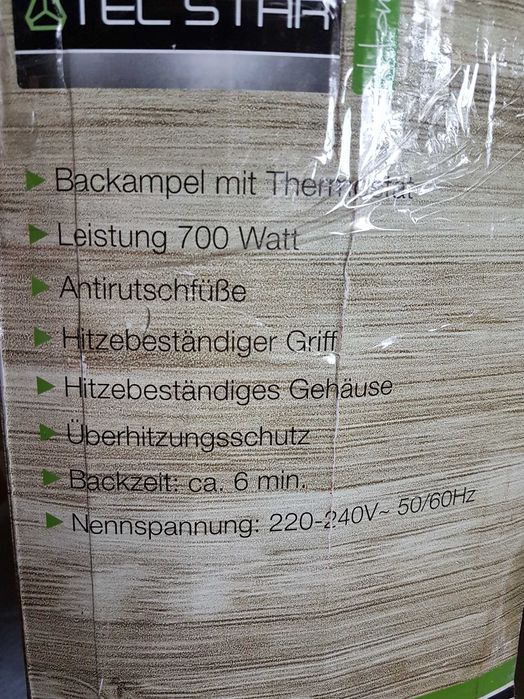 TEL STAR
Backampel mit Thermostat
Leistung 700 Watt
Antirutschfüße
Hitzebeständiger Griff
Hitzebeständiges Gehäuse
Überhitzungsschutz
Backzeit: ca. 6 min.
Nennspannung: 220-240V~ 50/60Hz